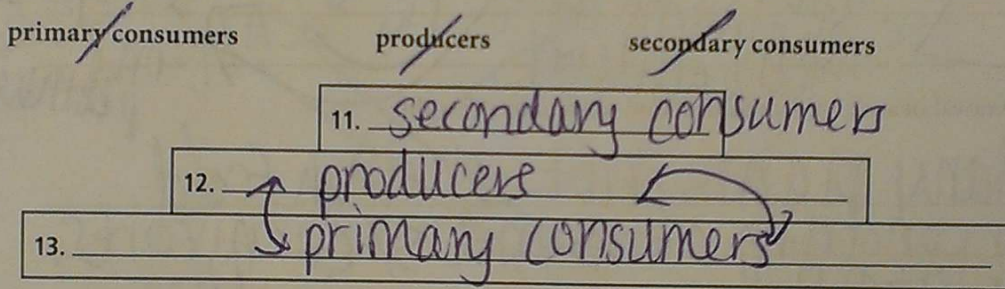 primary consumers producers secondary consumers
11. secondary consumers
12. producers
13. primary consumers